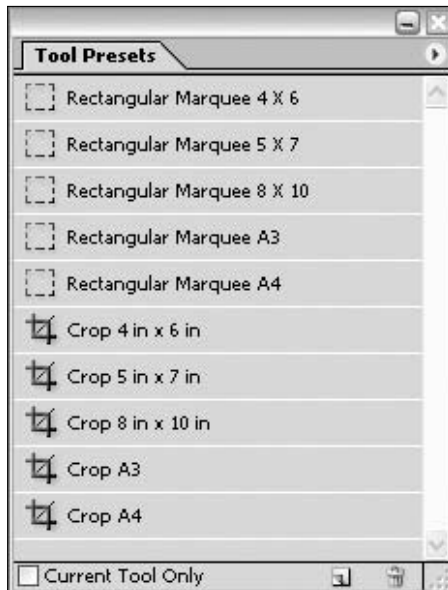 Tool Presets
Rectangular Marquee 4 X 6
Rectangular Marquee 5 X 7
Rectangular Marquee 8 X 10
Rectangular Marquee A3
Rectangular Marquee A4
Crop 4 in x 6 in
Crop 5 in x 7 in
Crop 8 in x 10 in
Crop A3
Crop A4
Current Tool Only